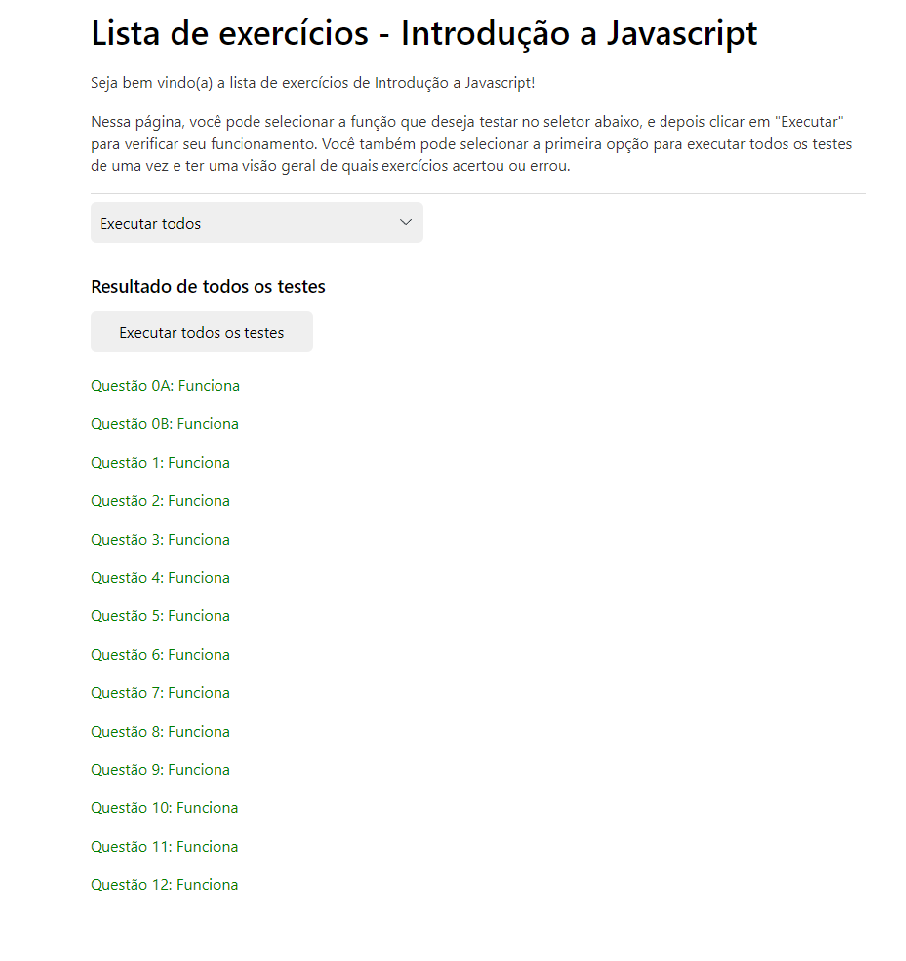 Lista de exercícios - Introdução a Javascript
Seja bem vindo(a) a lista de exercícios de Introdução a Javascript!
Nessa página, você pode selecionar a função que deseja testar no seletor abaixo, e depois clicar em "Executar"
para verificar seu funcionamento. Você também pode selecionar a primeira opção para executar todos os testes
de uma vez e ter uma visão geral de quais exercícios acertou ou errou.
Executar todos
Resultado de todos os testes
Executar todos os testes
Questão 0A: Funciona
Questão 0B: Funciona
Questão 1: Funciona
Questão 2: Funciona
Questão 3: Funciona
Questão 4: Funciona
Questão 5: Funciona
Questão 6: Funciona
Questão 7: Funciona
Questão 8: Funciona
Questão 9: Funciona
Questão 10: Funciona
Questão 11: Funciona
Questão 12: Funciona